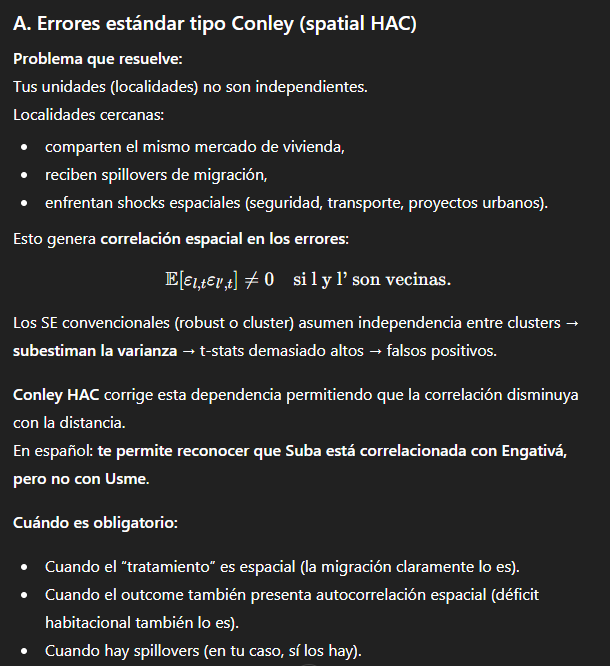 A. Errores estándar tipo Conley (spatial HAC)
Problema que resuelve:
Tus unidades (localidades) no son independientes.
Localidades cercanas:
• comparten el mismo mercado de vivienda,
• reciben spillovers de migración,
• enfrentan shocks espaciales (seguridad, transporte, proyectos urbanos).
Esto genera correlación espacial en los errores:
𝔼[ε_{l,t}ε_{l′,t}] ≠ 0 si l y l’ son vecinas.
Los SE convencionales (robust o cluster) asumen independencia entre clusters →
subestiman la varianza → t-stats demasiado altos → falsos positivos.
Conley HAC corrige esta dependencia permitiendo que la correlación disminuya
con la distancia.
En español: te permite reconocer que Suba está correlacionada con Engativá,
pero no con Usme.
Cuándo es obligatorio:
• Cuando el “tratamiento” es espacial (la migración claramente lo es).
• Cuando el outcome también presenta autocorrelación espacial (déficit
habitacional también lo es).
• Cuando hay spillovers (en tu caso, sí los hay).